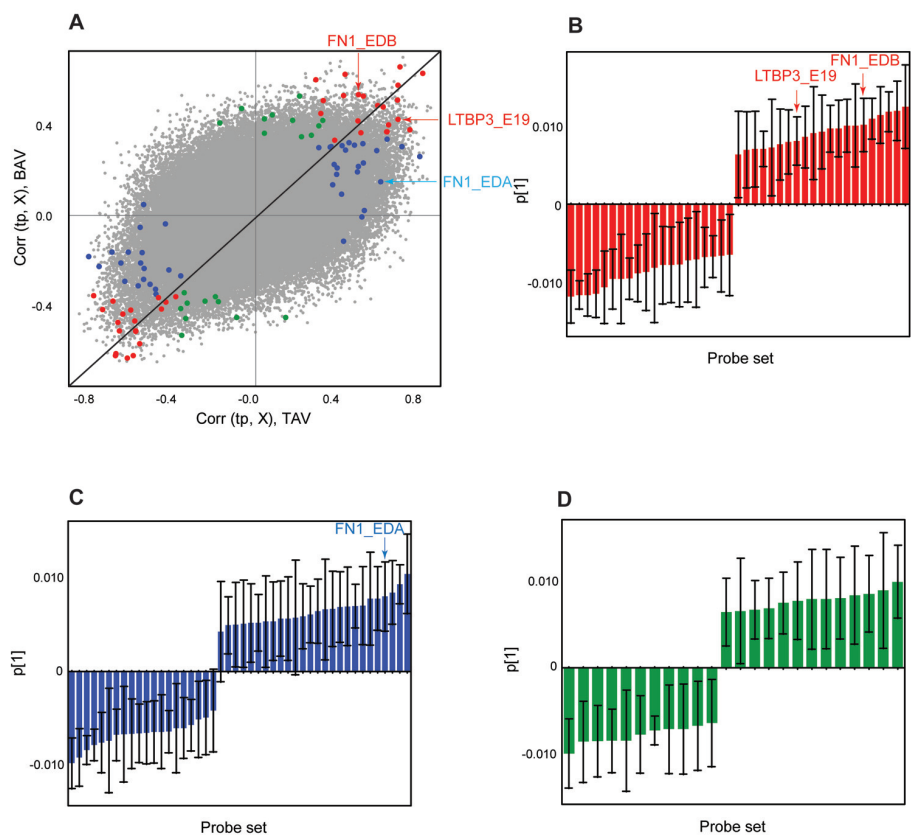 A
FN1_EDB
Corr (tp, X), BAV
0.4
0.0
-0.4
LTBP3_E19
FN1_EDA
-0.8
-0.4
0.0
0.4
0.8
Corr (tp, X), TAV
B
FN1_EDB
LTBP3_E19
p[1]
0.010
0
-0.010
Probe set
C
FN1_EDA
p[1]
0.010
0
-0.010
Probe set
D
p[1]
0.010
0
-0.010
Probe set